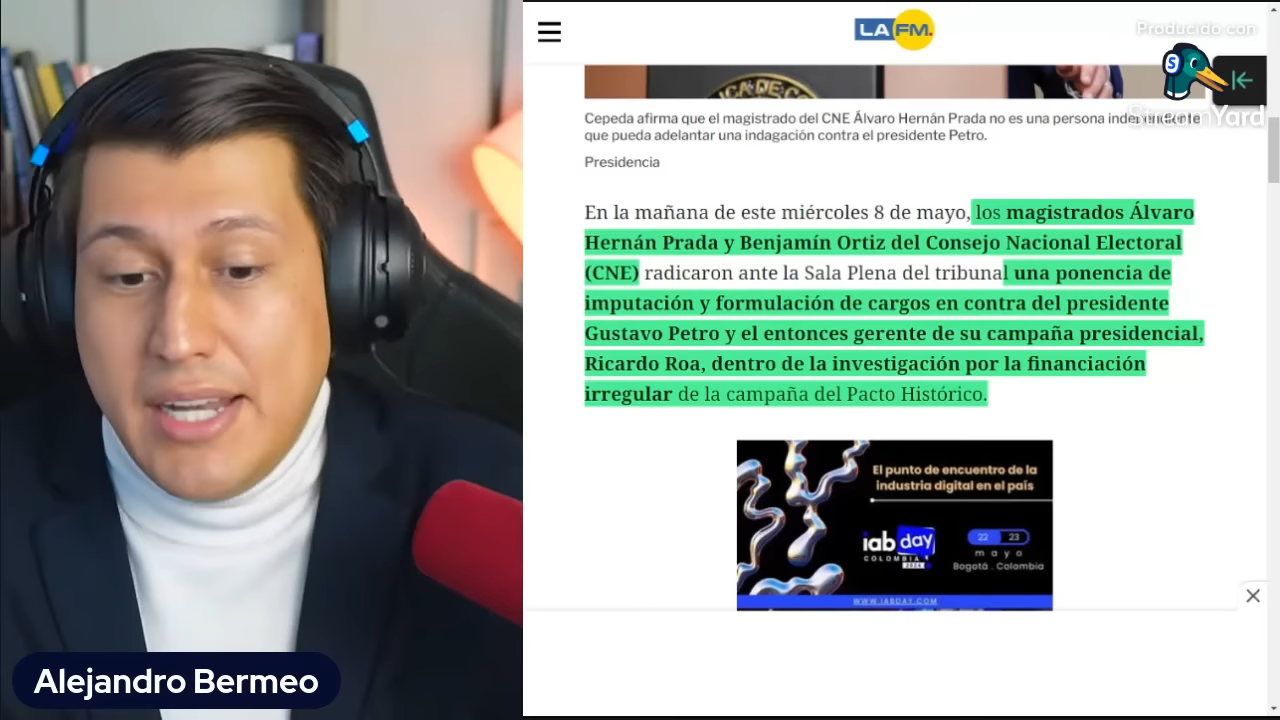 LA FM.
Producido con
S
StreamYard
Cepeda afirma que el magistrado del CNE Álvaro Hernán Prada no es una persona independiente
que pueda adelantar una indagación contra el presidente Petro.
Presidencia
En la mañana de este miércoles 8 de mayo, los magistrados Álvaro
Hernán Prada y Benjamín Ortiz del Consejo Nacional Electoral
(CNE) radicaron ante la Sala Plena del tribunal una ponencia de
imputación y formulación de cargos en contra del presidente
Gustavo Petro y el entonces gerente de su campaña presidencial,
Ricardo Roa, dentro de la investigación por la financiación
irregular de la campaña del Pacto Histórico.
El punto de encuentro de la
industria digital en el país
iab day
COLOMBIA
2024
22 23
mayo
Bogotá . Colombia
WWW.IABDAY.COM
Alejandro Bermeo